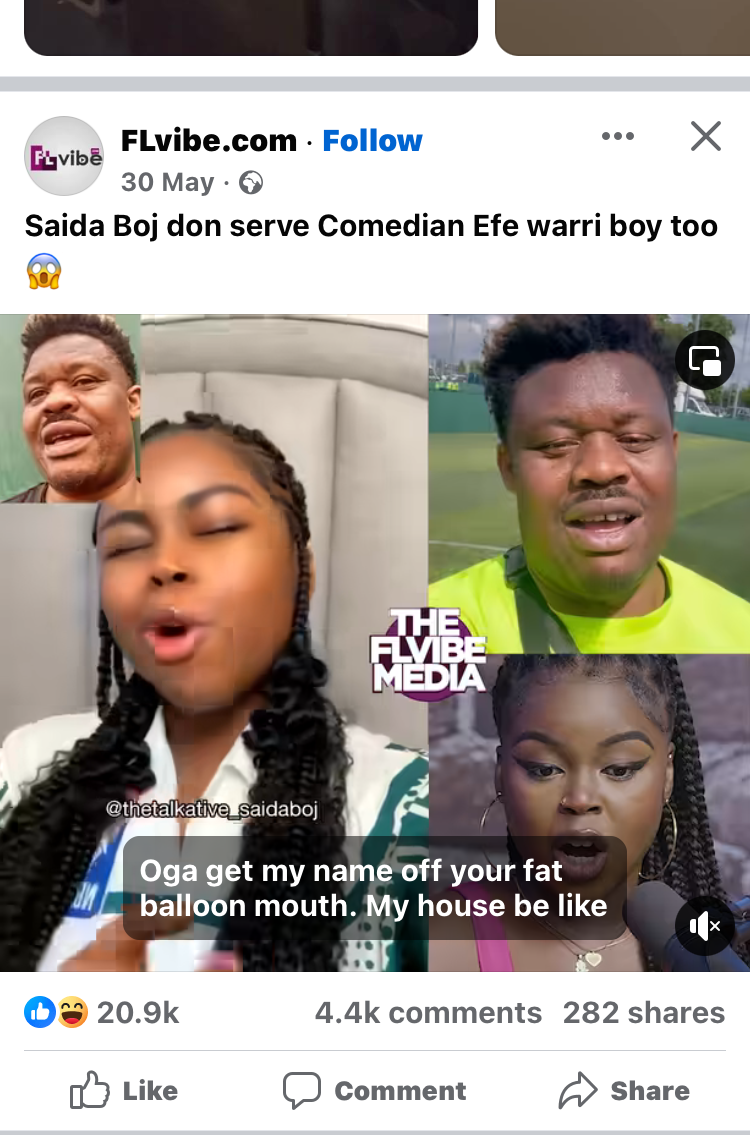 FLvibe.com · Follow
FLvibē
30 May ·
Saida Boj don serve Comedian Efe warri boy too
😱
THE
FLVIBE
MEDIA
@thetalkative_saidaboj
Oga get my name off your fat
balloon mouth. My house be like
20.9k 4.4k comments 282 shares
Like Comment Share